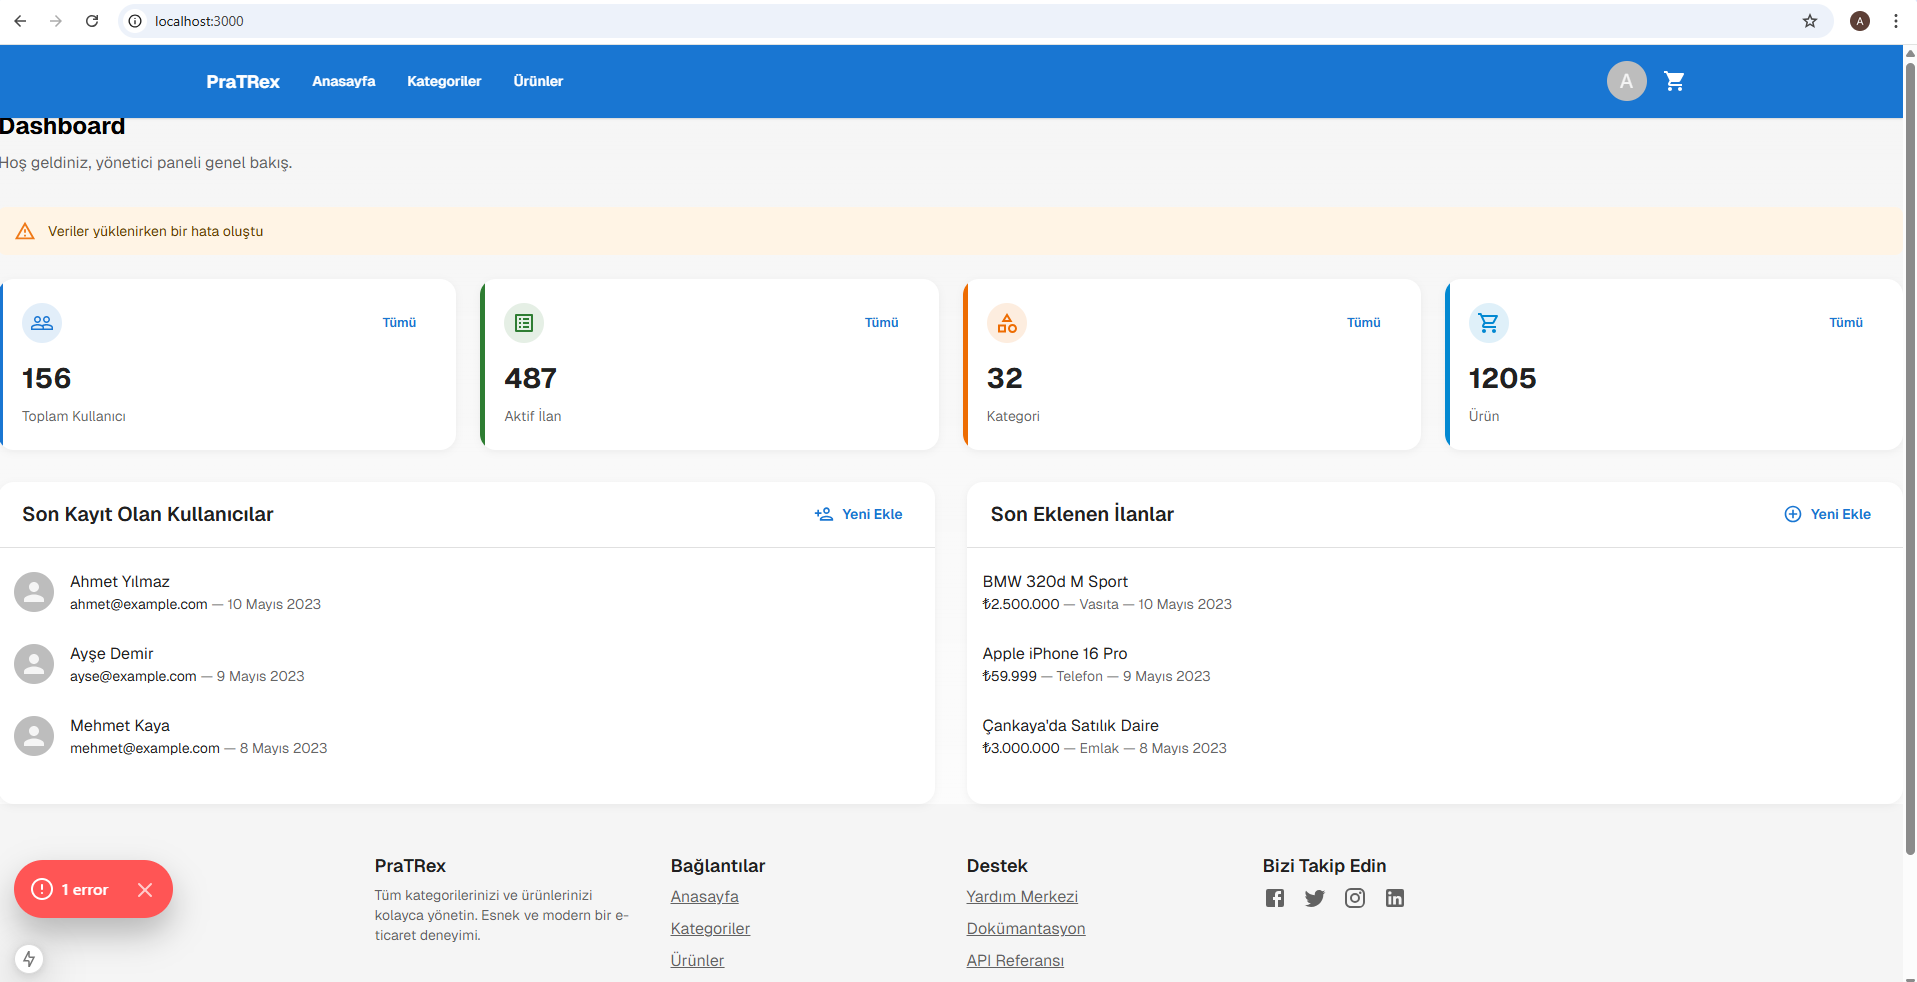 localhost:3000
A
PraTRex
Anasayfa
Kategoriler
Ürünler
A
Dashboard
Hoş geldiniz, yönetici paneli genel bakış.
Veriler yüklenirken bir hata oluştu
Tümü
156
Toplam Kullanıcı
Tümü
487
Aktif İlan
Tümü
32
Kategori
Tümü
1205
Ürün
Son Kayıt Olan Kullanıcılar
Yeni Ekle
Ahmet Yılmaz
ahmet@example.com — 10 Mayıs 2023
Ayşe Demir
ayse@example.com — 9 Mayıs 2023
Mehmet Kaya
mehmet@example.com — 8 Mayıs 2023
Son Eklenen İlanlar
Yeni Ekle
BMW 320d M Sport
₺2.500.000 — Vasıta — 10 Mayıs 2023
Apple iPhone 16 Pro
₺59.999 — Telefon — 9 Mayıs 2023
Çankaya'da Satılık Daire
₺3.000.000 — Emlak — 8 Mayıs 2023
1 error
PraTRex
Tüm kategorilerinizi ve ürünlerinizi
kolayca yönetin. Esnek ve modern bir e-
ticaret deneyimi.
Bağlantılar
Anasayfa
Kategoriler
Ürünler
Destek
Yardım Merkezi
Dokümantasyon
API Referansı
Bizi Takip Edin